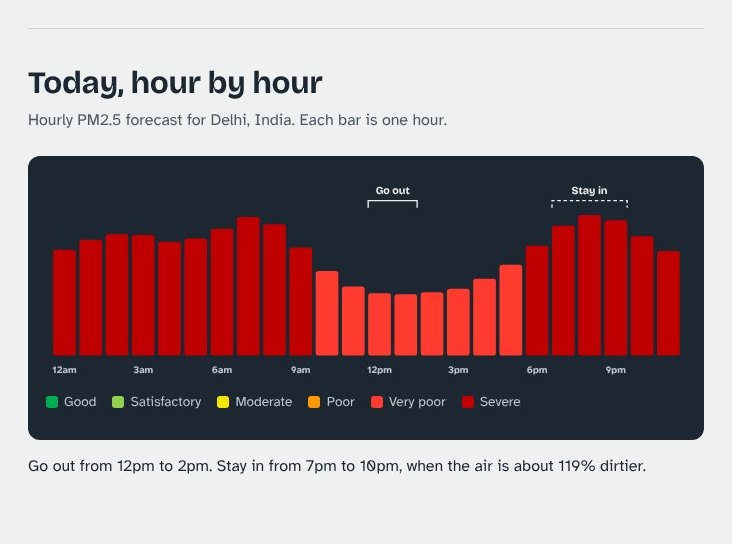 Today, hour by hour
Hourly PM2.5 forecast for Delhi, India. Each bar is one hour.
Go out
Stay in
12am 3am 6am 9am 12pm 3pm 6pm 9pm
Good Satisfactory Moderate Poor Very poor Severe
Go out from 12pm to 2pm. Stay in from 7pm to 10pm, when the air is about 119% dirtier.